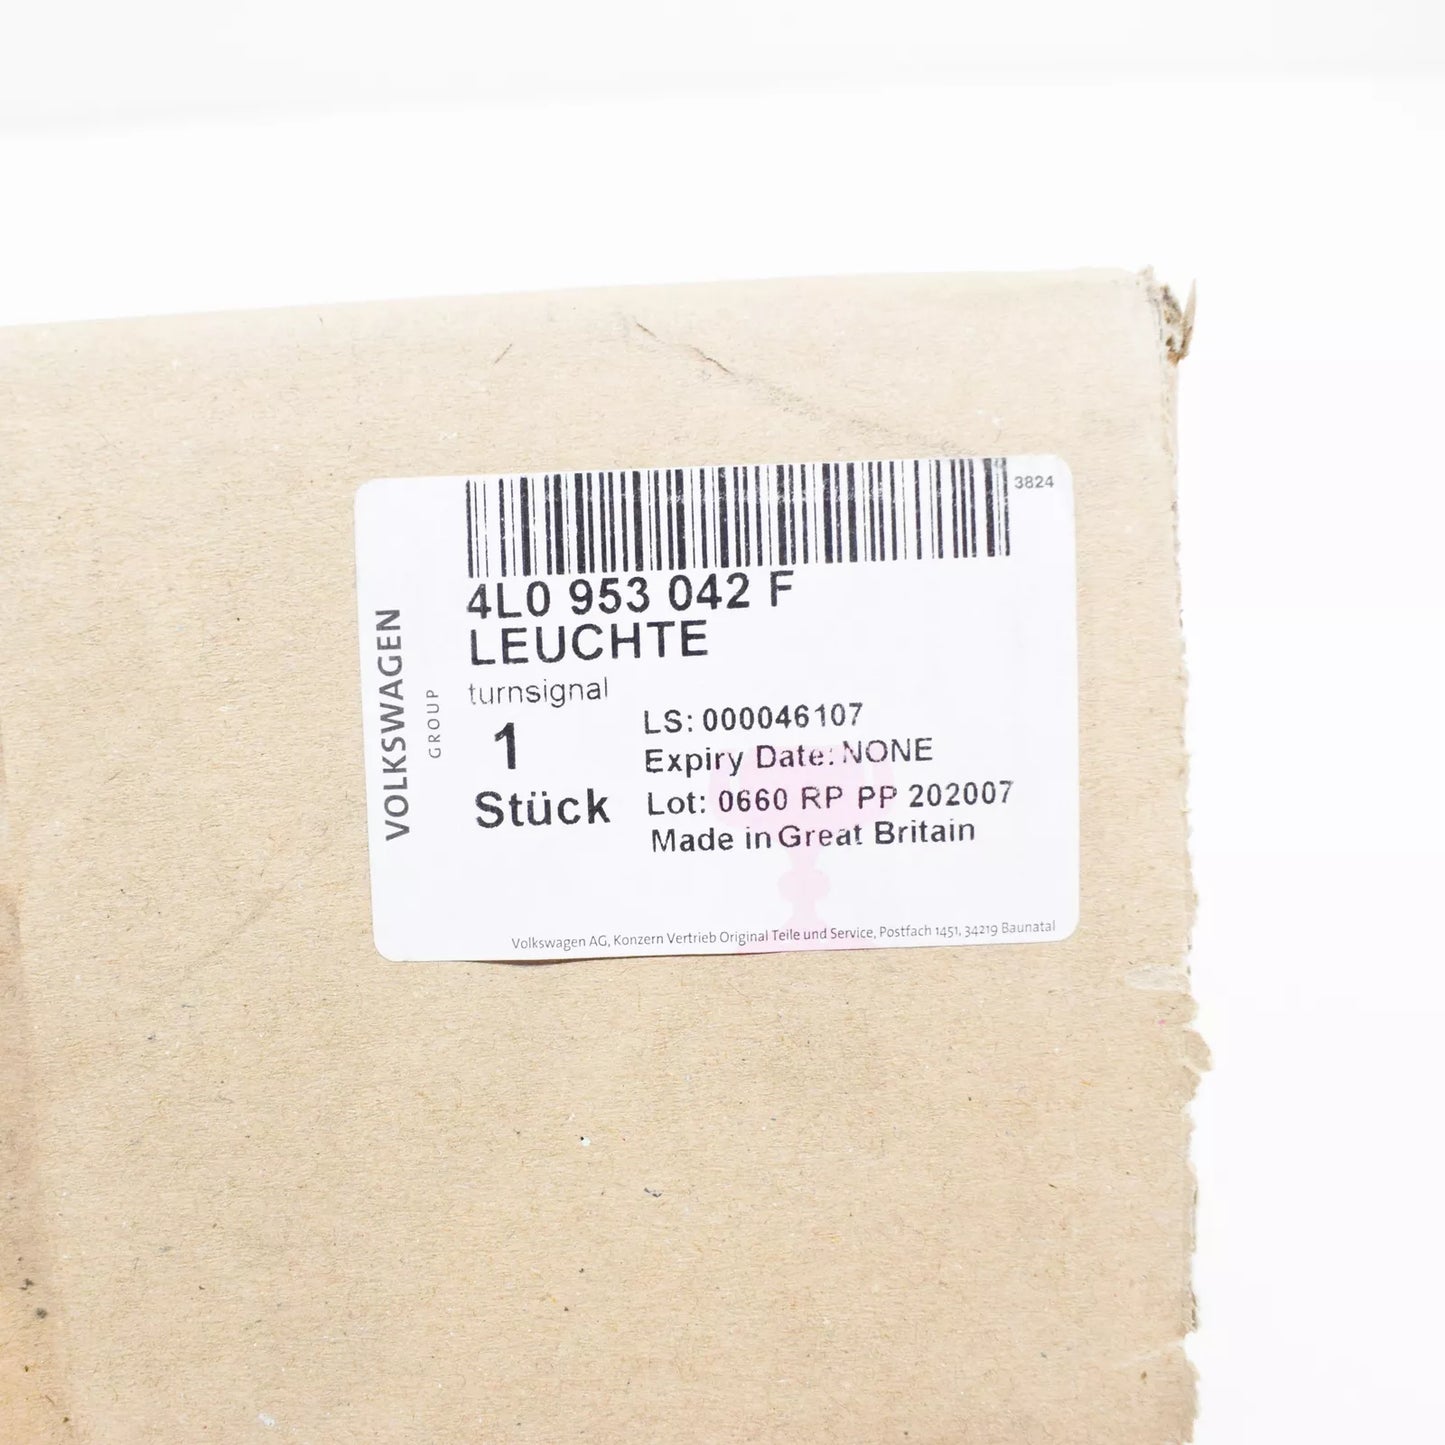 3824
4L0 953 042 F
LEUCHTE
turnsignal
1
Stück
LS: 000046107
Expiry Date: NONE
Lot: 0660 RP PP 202007
Made in Great Britain
VOLKSWAGEN
GROUP
Volkswagen AG, Konzern Vertrieb Original Teile und Service, Postfach 1451, 34219 Baunatal